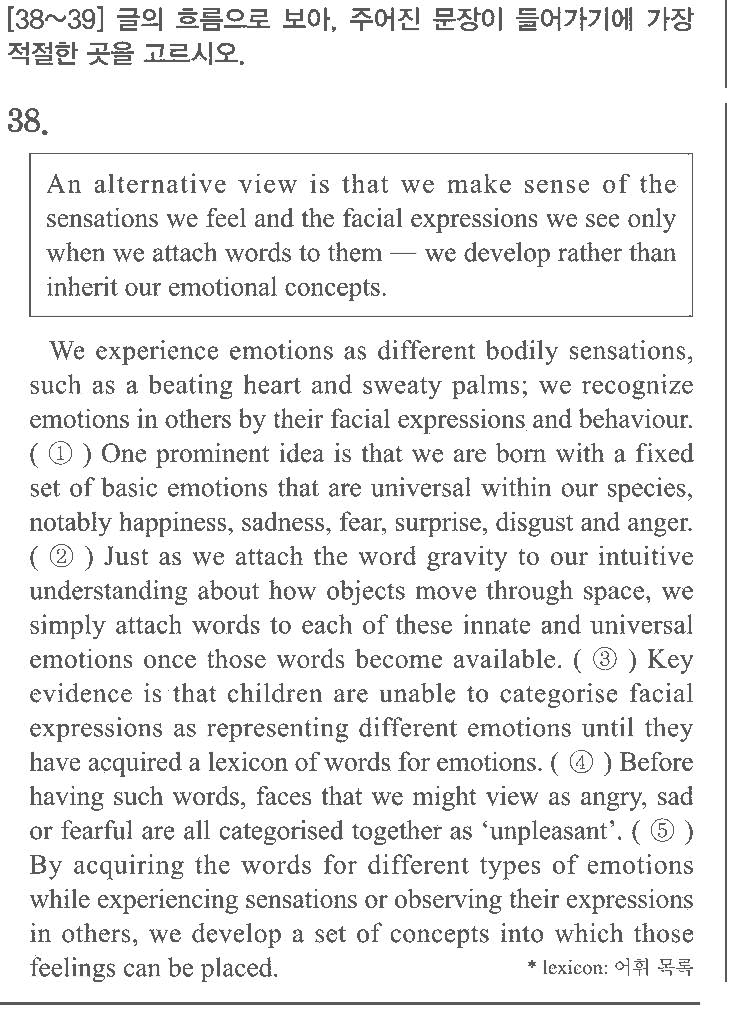 [38~39] 글의 흐름으로 보아, 주어진 문장이 들어가기에 가장
적절한 곳을 고르시오.
38.
An alternative view is that we make sense of the
sensations we feel and the facial expressions we see only
when we attach words to them — we develop rather than
inherit our emotional concepts.
We experience emotions as different bodily sensations,
such as a beating heart and sweaty palms; we recognize
emotions in others by their facial expressions and behaviour.
( ① ) One prominent idea is that we are born with a fixed
set of basic emotions that are universal within our species,
notably happiness, sadness, fear, surprise, disgust and anger.
( ② ) Just as we attach the word gravity to our intuitive
understanding about how objects move through space, we
simply attach words to each of these innate and universal
emotions once those words become available. ( ③ ) Key
evidence is that children are unable to categorise facial
expressions as representing different emotions until they
have acquired a lexicon of words for emotions. ( ④ ) Before
having such words, faces that we might view as angry, sad
or fearful are all categorised together as ‘unpleasant’. ( ⑤ )
By acquiring the words for different types of emotions
while experiencing sensations or observing their expressions
in others, we develop a set of concepts into which those
feelings can be placed.
* lexicon: 어휘 목록